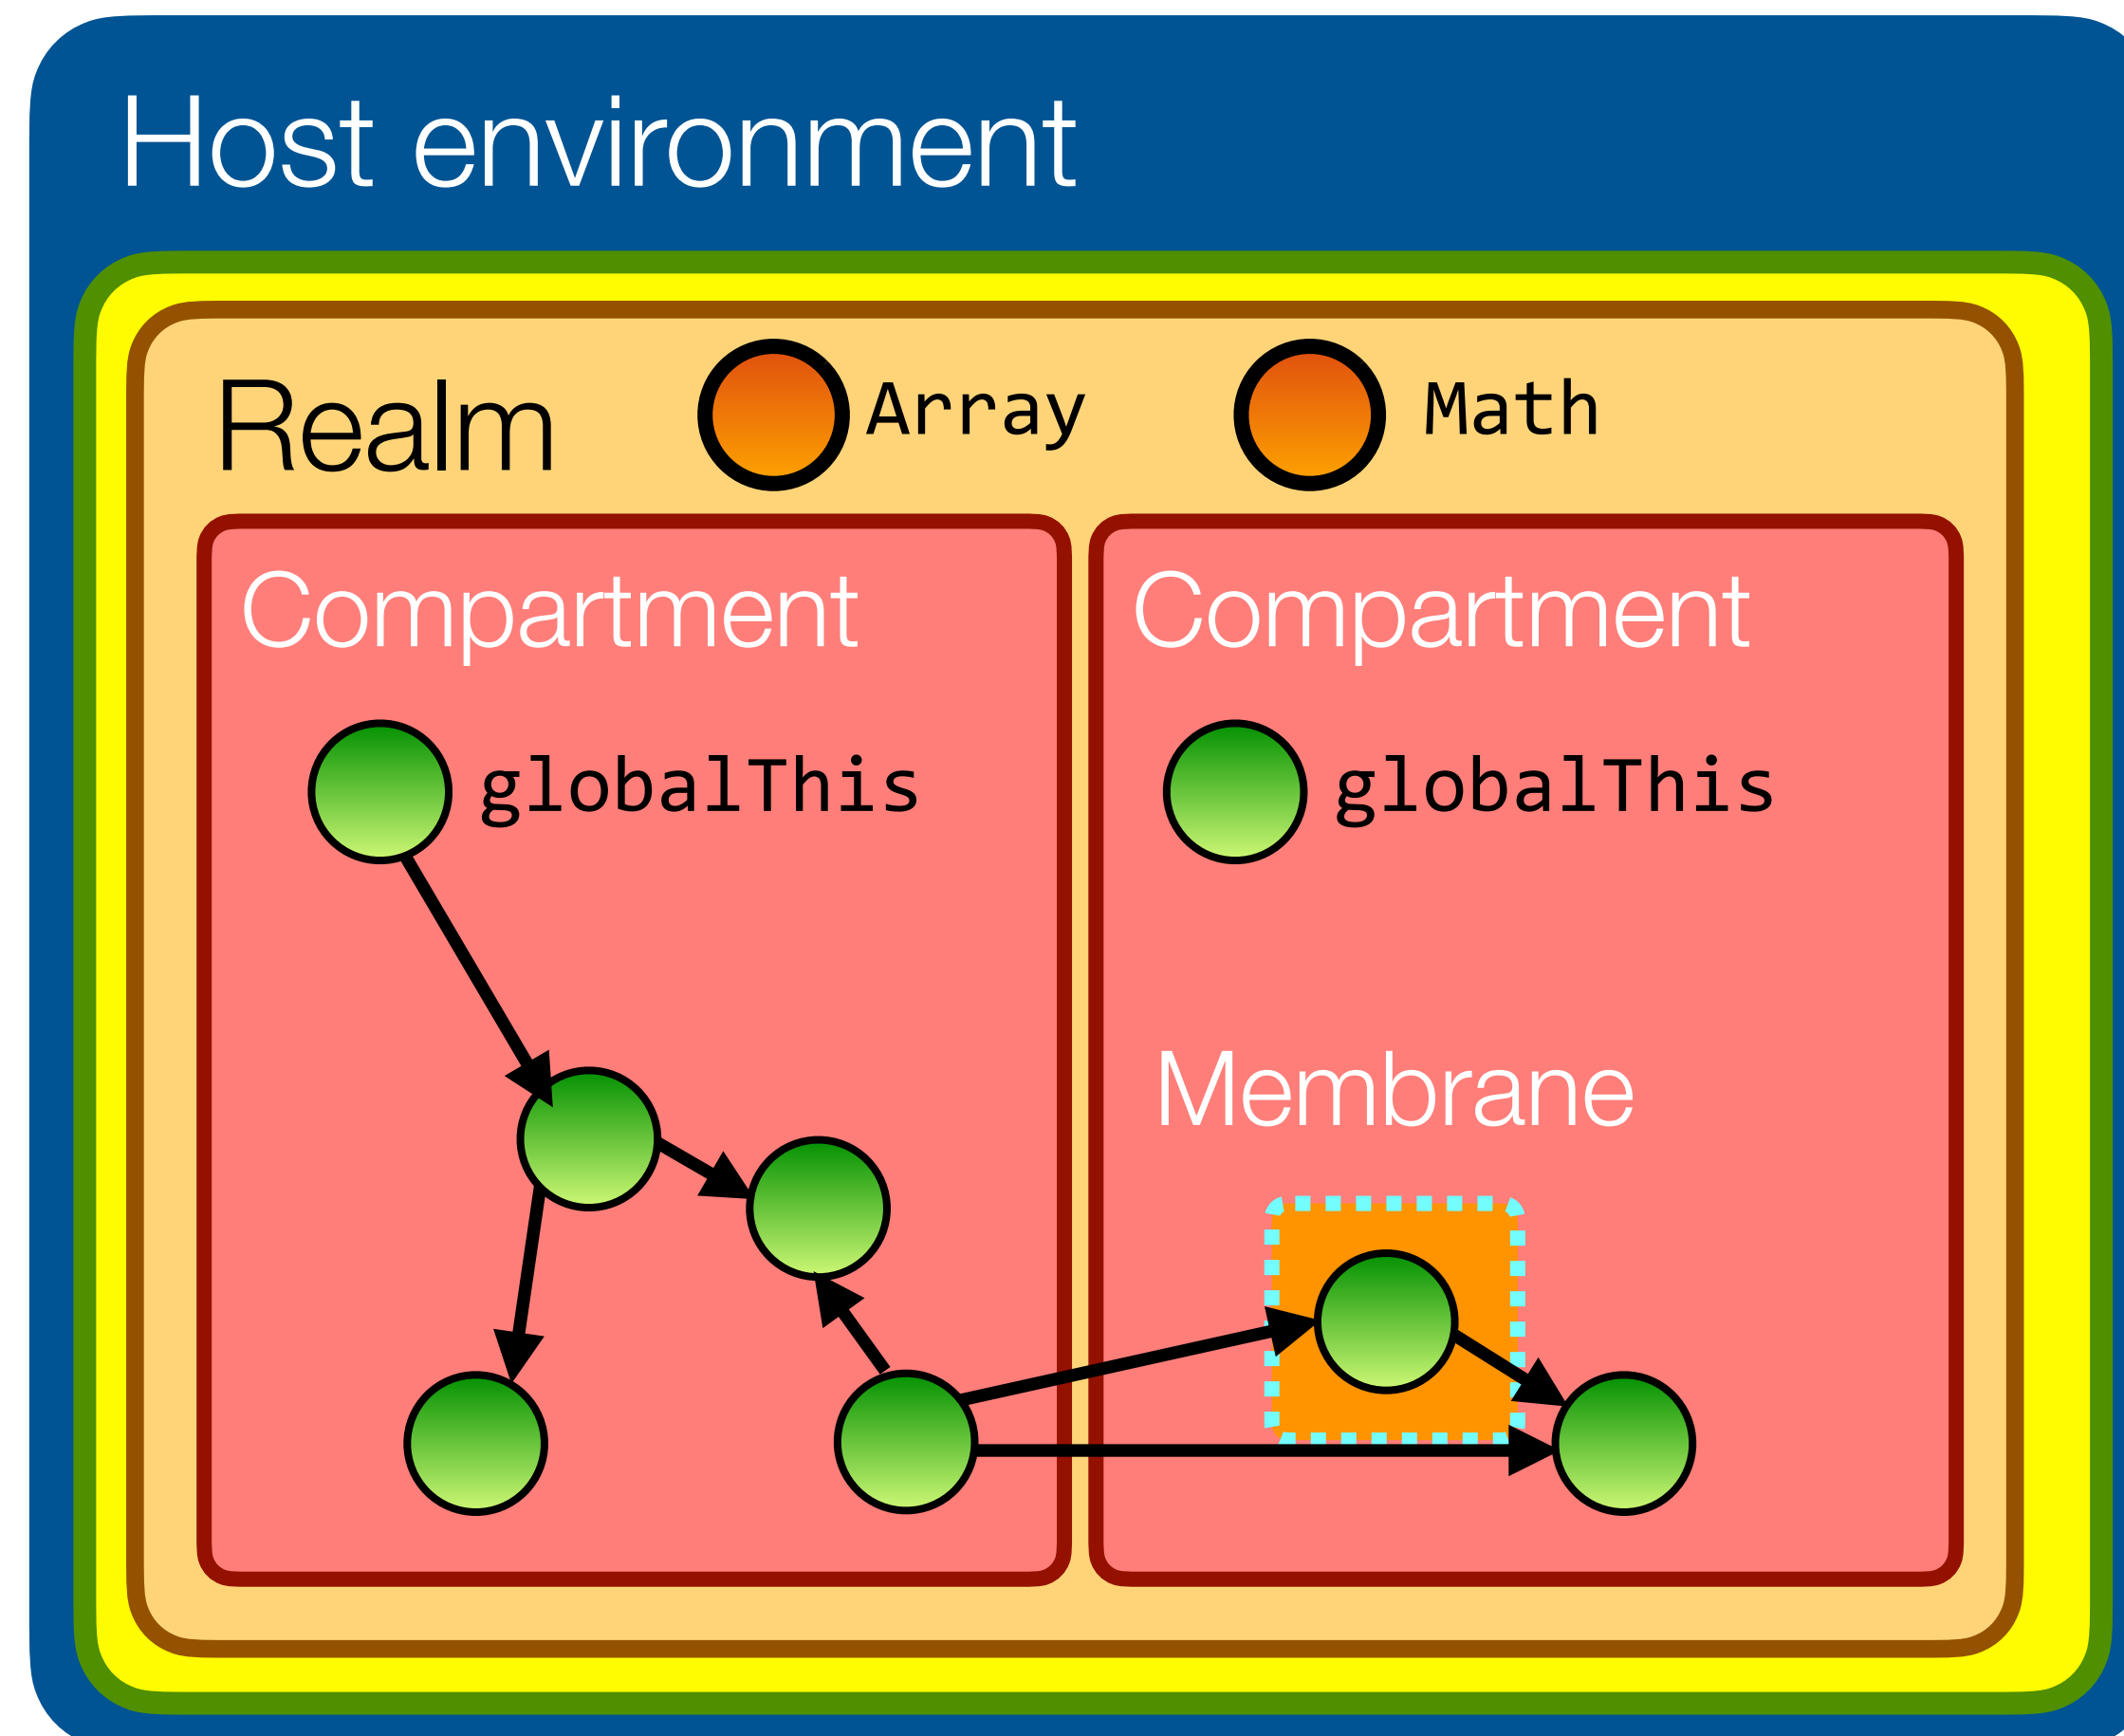 Host environment
Realm
Array
Math
Compartment
Compartment
globalThis
globalThis
Membrane